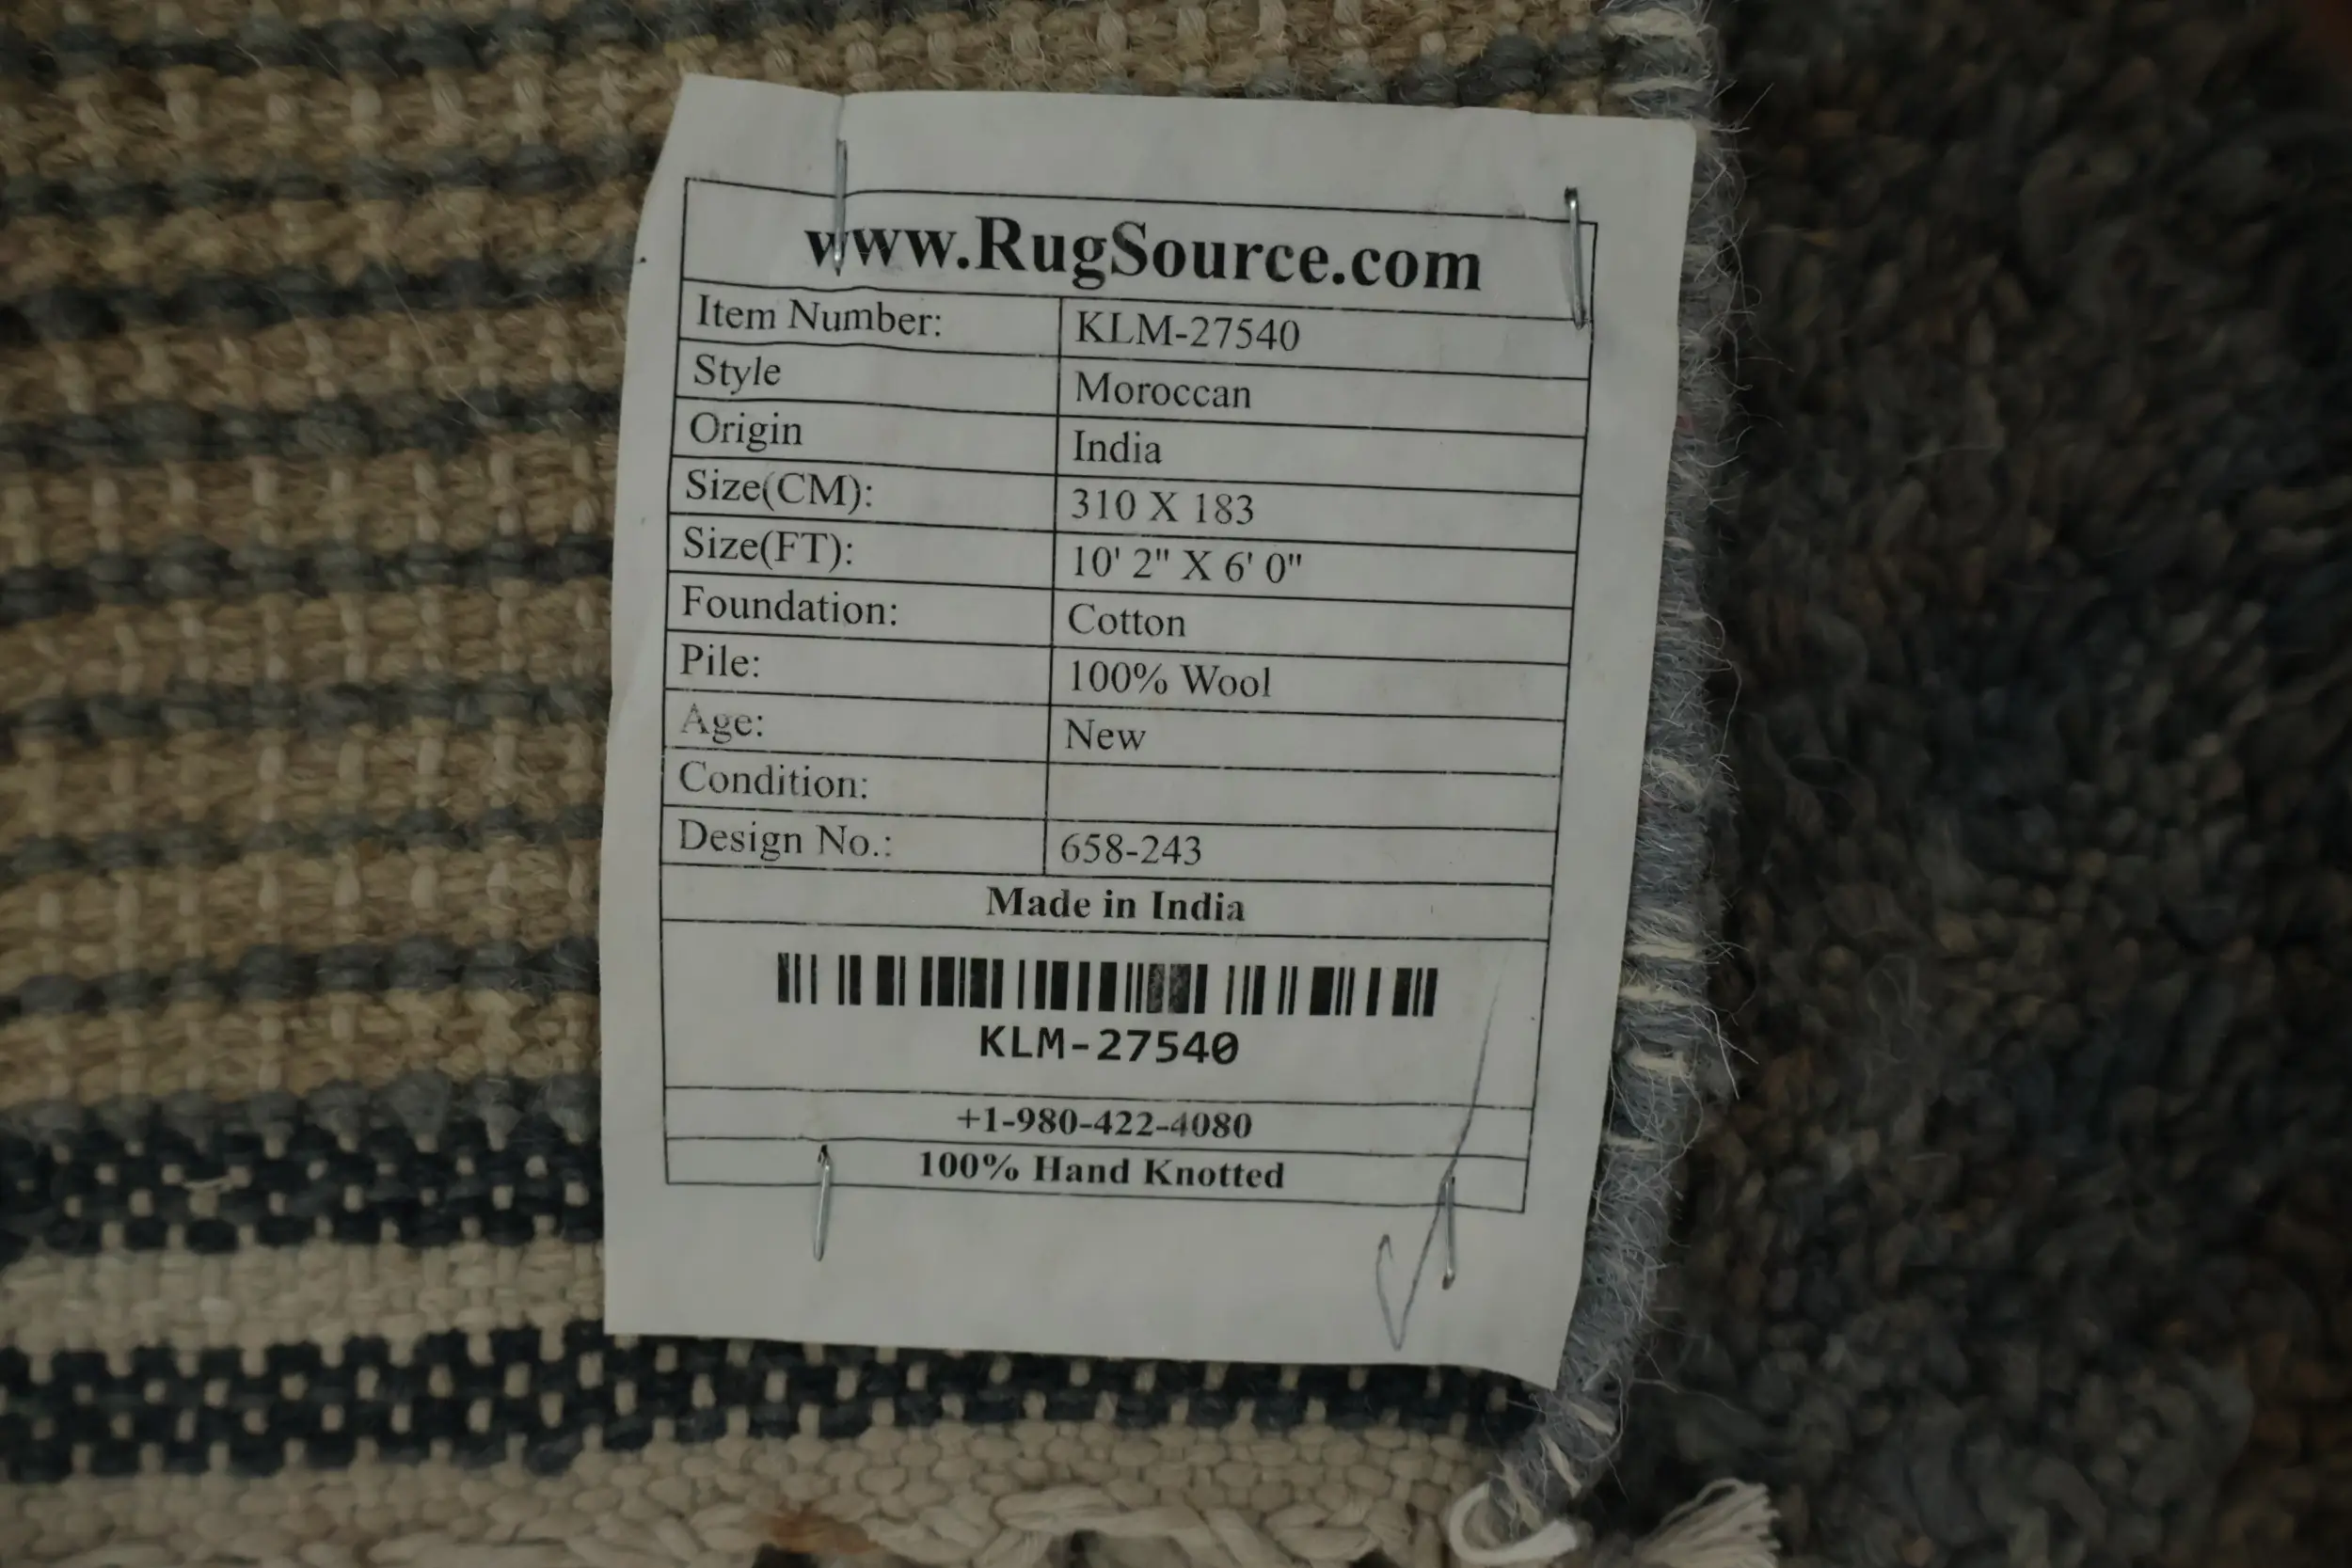 www.RugSource.com
Item Number: KLM-27540
Style Moroccan
Origin India
Size(CM): 310 X 183
Size(FT): 10' 2" X 6' 0"
Foundation: Cotton
Pile: 100% Wool
Age: New
Condition:
Design No.: 658-243
Made in India
KLM-27540
+1-980-422-4080
100% Hand Knotted